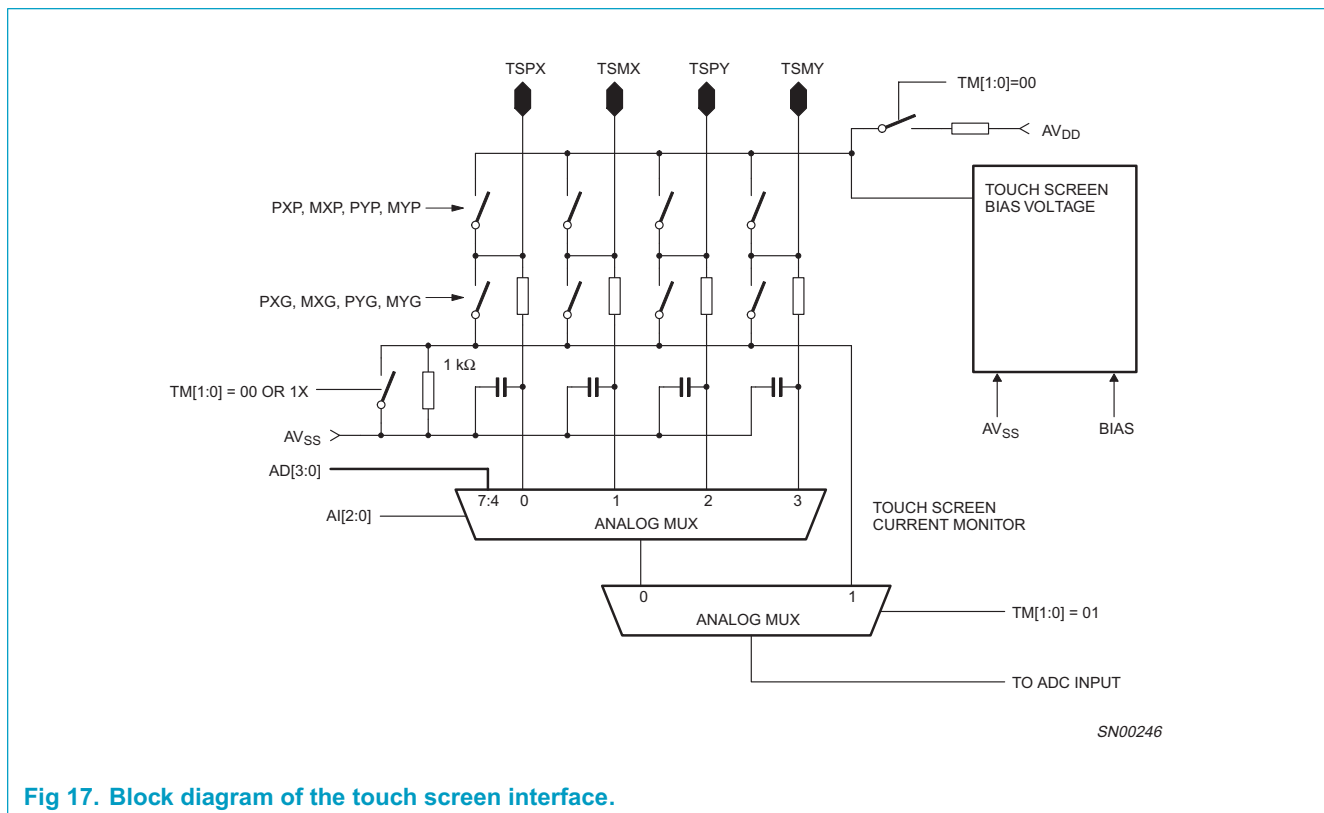 TSPX TSMX TSPY TSMY
TM[1:0]=00
AVDD
TOUCH SCREEN
BIAS VOLTAGE
PXP, MXP, PYP, MYP
PXG, MXG, PYG, MYG
1 kΩ
TM[1:0] = 00 OR 1X
AVSS
AVSS BIAS
AD[3:0]
7:4 0 1 2 3
AI[2:0]
ANALOG MUX
TOUCH SCREEN
CURRENT MONITOR
0 1
ANALOG MUX
TM[1:0] = 01
TO ADC INPUT
SN00246
Fig 17. Block diagram of the touch screen interface.